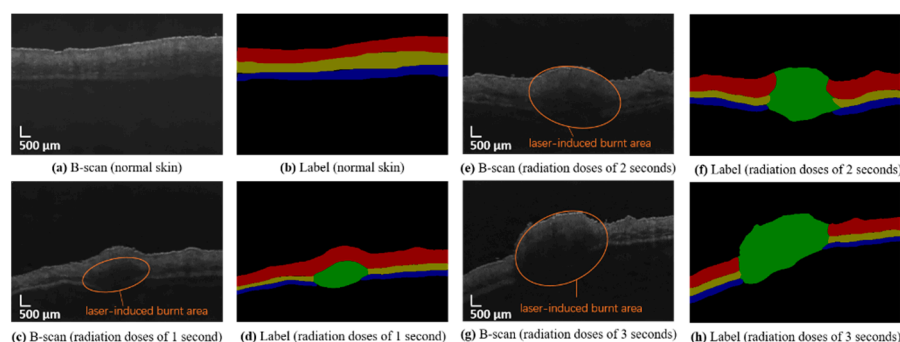 500 μm
(a) B-scan (normal skin)
(b) Label (normal skin)
laser-induced burnt area
500 μm
(e) B-scan (radiation doses of 2 seconds)
(f) Label (radiation doses of 2 seconds)
laser-induced burnt area
500 μm
(c) B-scan (radiation doses of 1 second)
(d) Label (radiation doses of 1 second)
laser-induced burnt area
500 μm
(g) B-scan (radiation doses of 3 seconds)
(h) Label (radiation doses of 3 seconds)